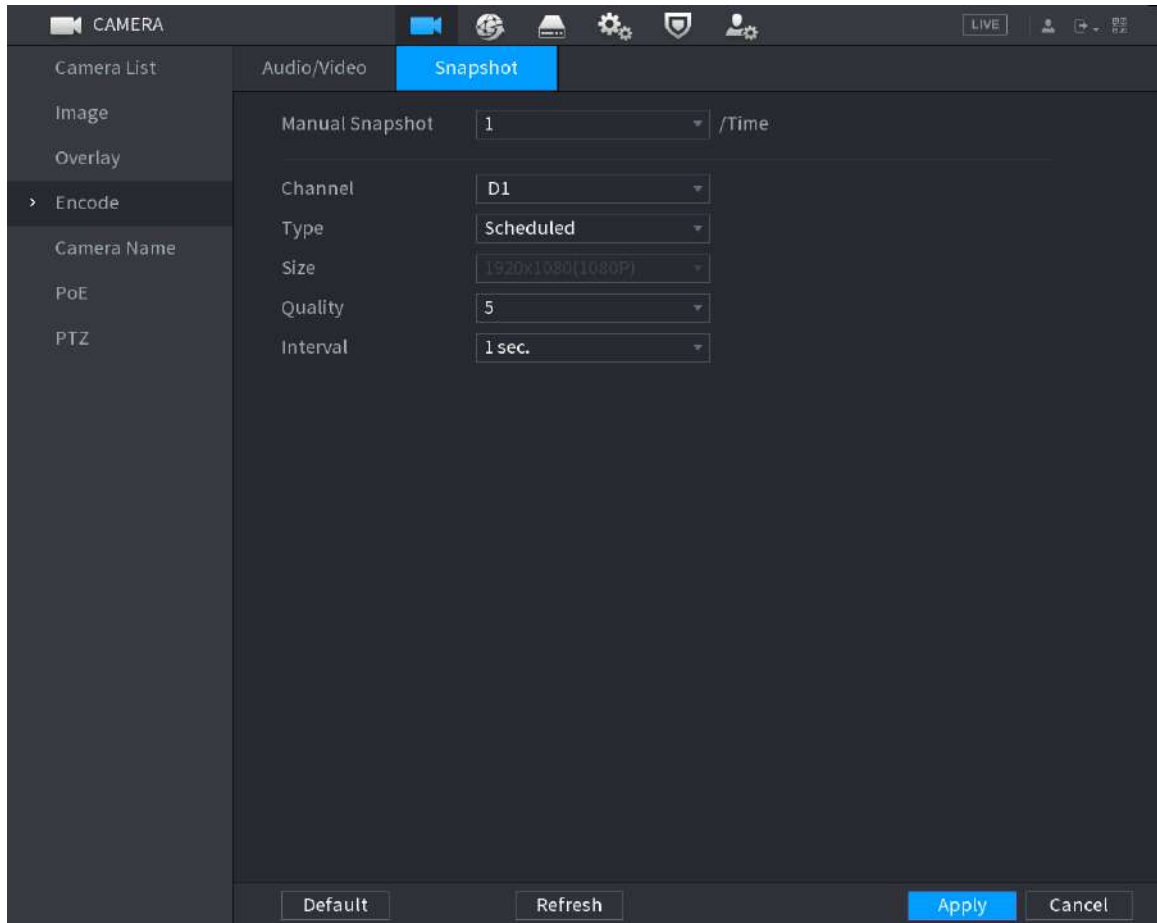 CAMERA LIVE
Camera List
Image
Overlay
> Encode
Camera Name
PoE
PTZ
Audio/Video Snapshot
Manual Snapshot 1 /Time
Channel D1
Type Scheduled
Size 1920x1080(1080P)
Quality 5
Interval 1 sec.
Default Refresh Apply Cancel